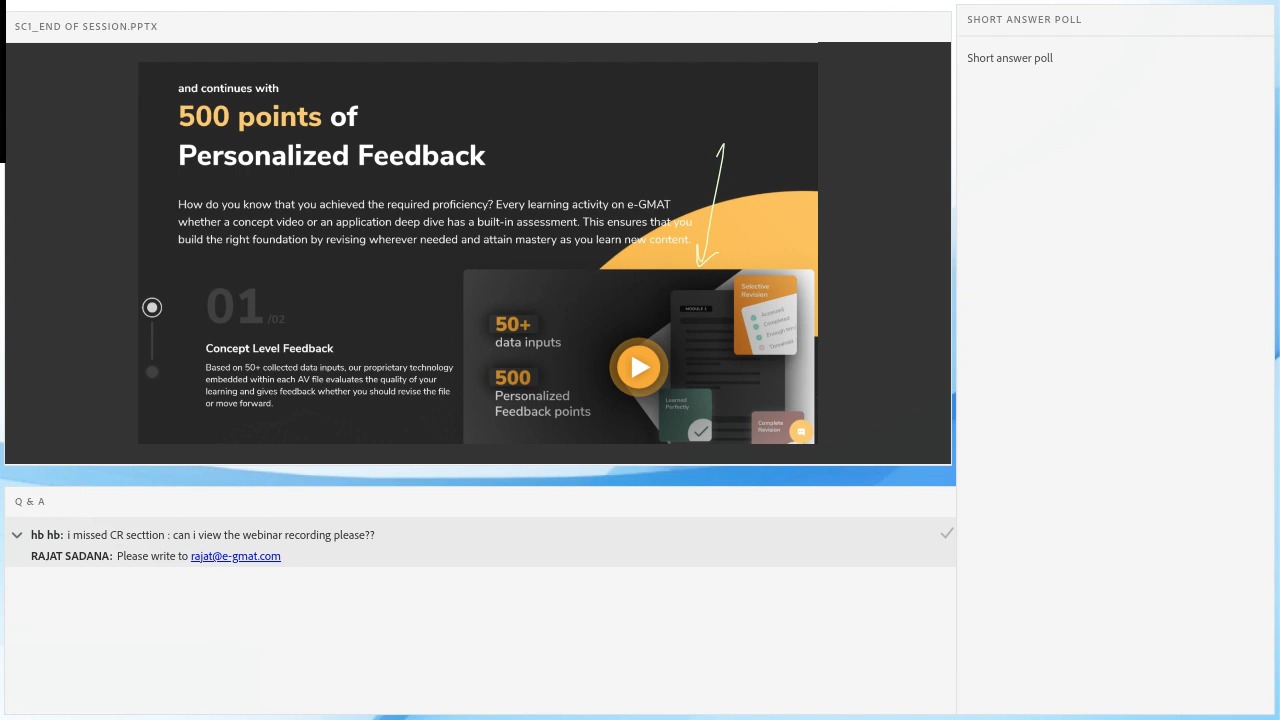 SC1_END OF SESSION.PPTX
and continues with
500 points of
Personalized Feedback
How do you know that you achieved the required proficiency? Every learning activity on e-GMAT
whether a concept video or an application deep dive has a built-in assessment. This ensures that you
build the right foundation by revising wherever needed and attain mastery as you learn new content.
01/02
Concept Level Feedback
Based on 50+ collected data inputs, our proprietary technology
embedded within each AV file evaluates the quality of your
learning and gives feedback whether you should revise the file
or move forward.
50+
data inputs
500
Personalized
Feedback points
MODULE 1
Selective
Revision
Completed
Learned
Perfectly
Complete
Revision
Q & A
hb hb: i missed CR secttion : can i view the webinar recording please??
RAJAT SADANA: Please write to rajat@e-gmat.com
SHORT ANSWER POLL
Short answer poll